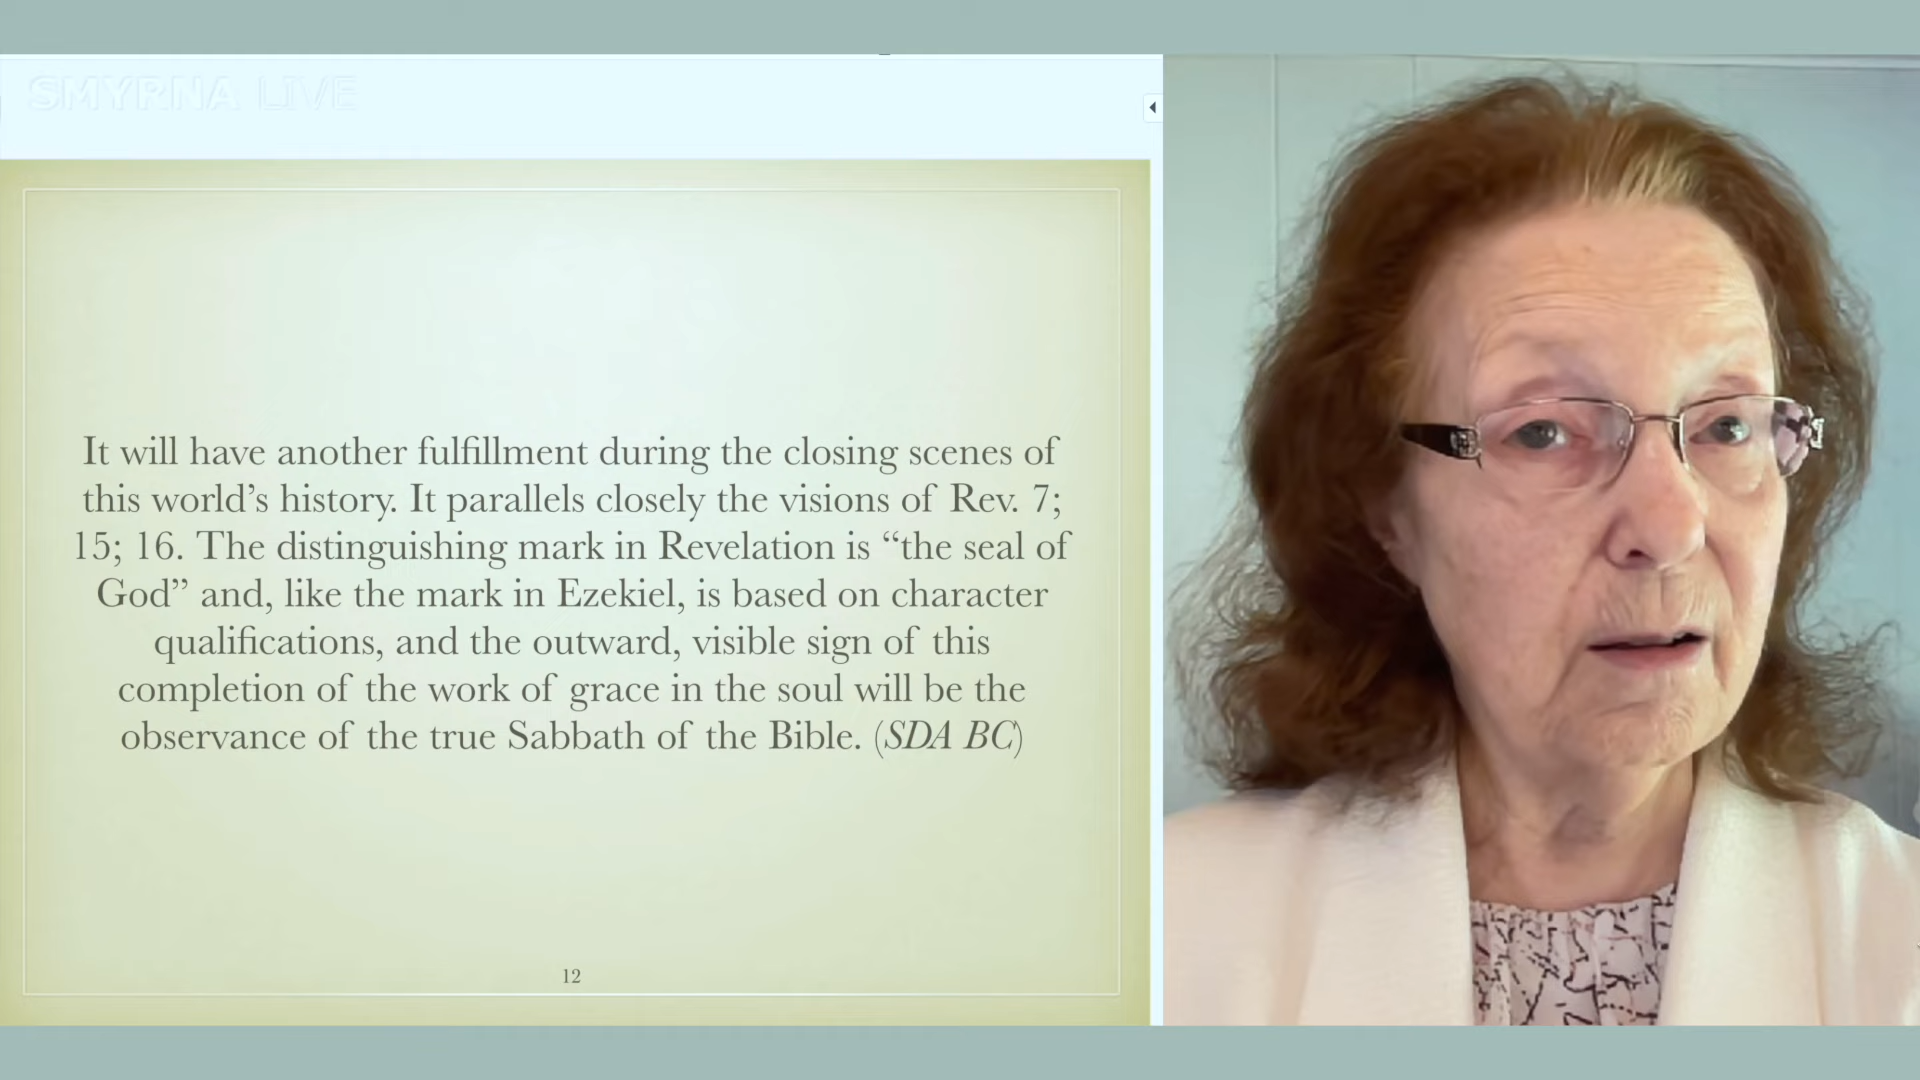 SMYRNA LIVE
It will have another fulfillment during the closing scenes of
this world’s history. It parallels closely the visions of Rev. 7;
15; 16. The distinguishing mark in Revelation is “the seal of
God” and, like the mark in Ezekiel, is based on character
qualifications, and the outward, visible sign of this
completion of the work of grace in the soul will be the
observance of the true Sabbath of the Bible. (SDA BC)
12